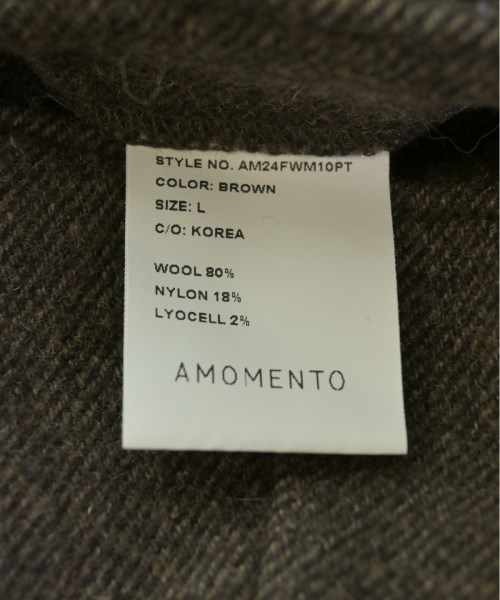 STYLE NO. AM24FWM10PT
COLOR: BROWN
SIZE: L
C/O: KOREA
WOOL 80%
NYLON 18%
LYOCELL 2%
AMOMENTO